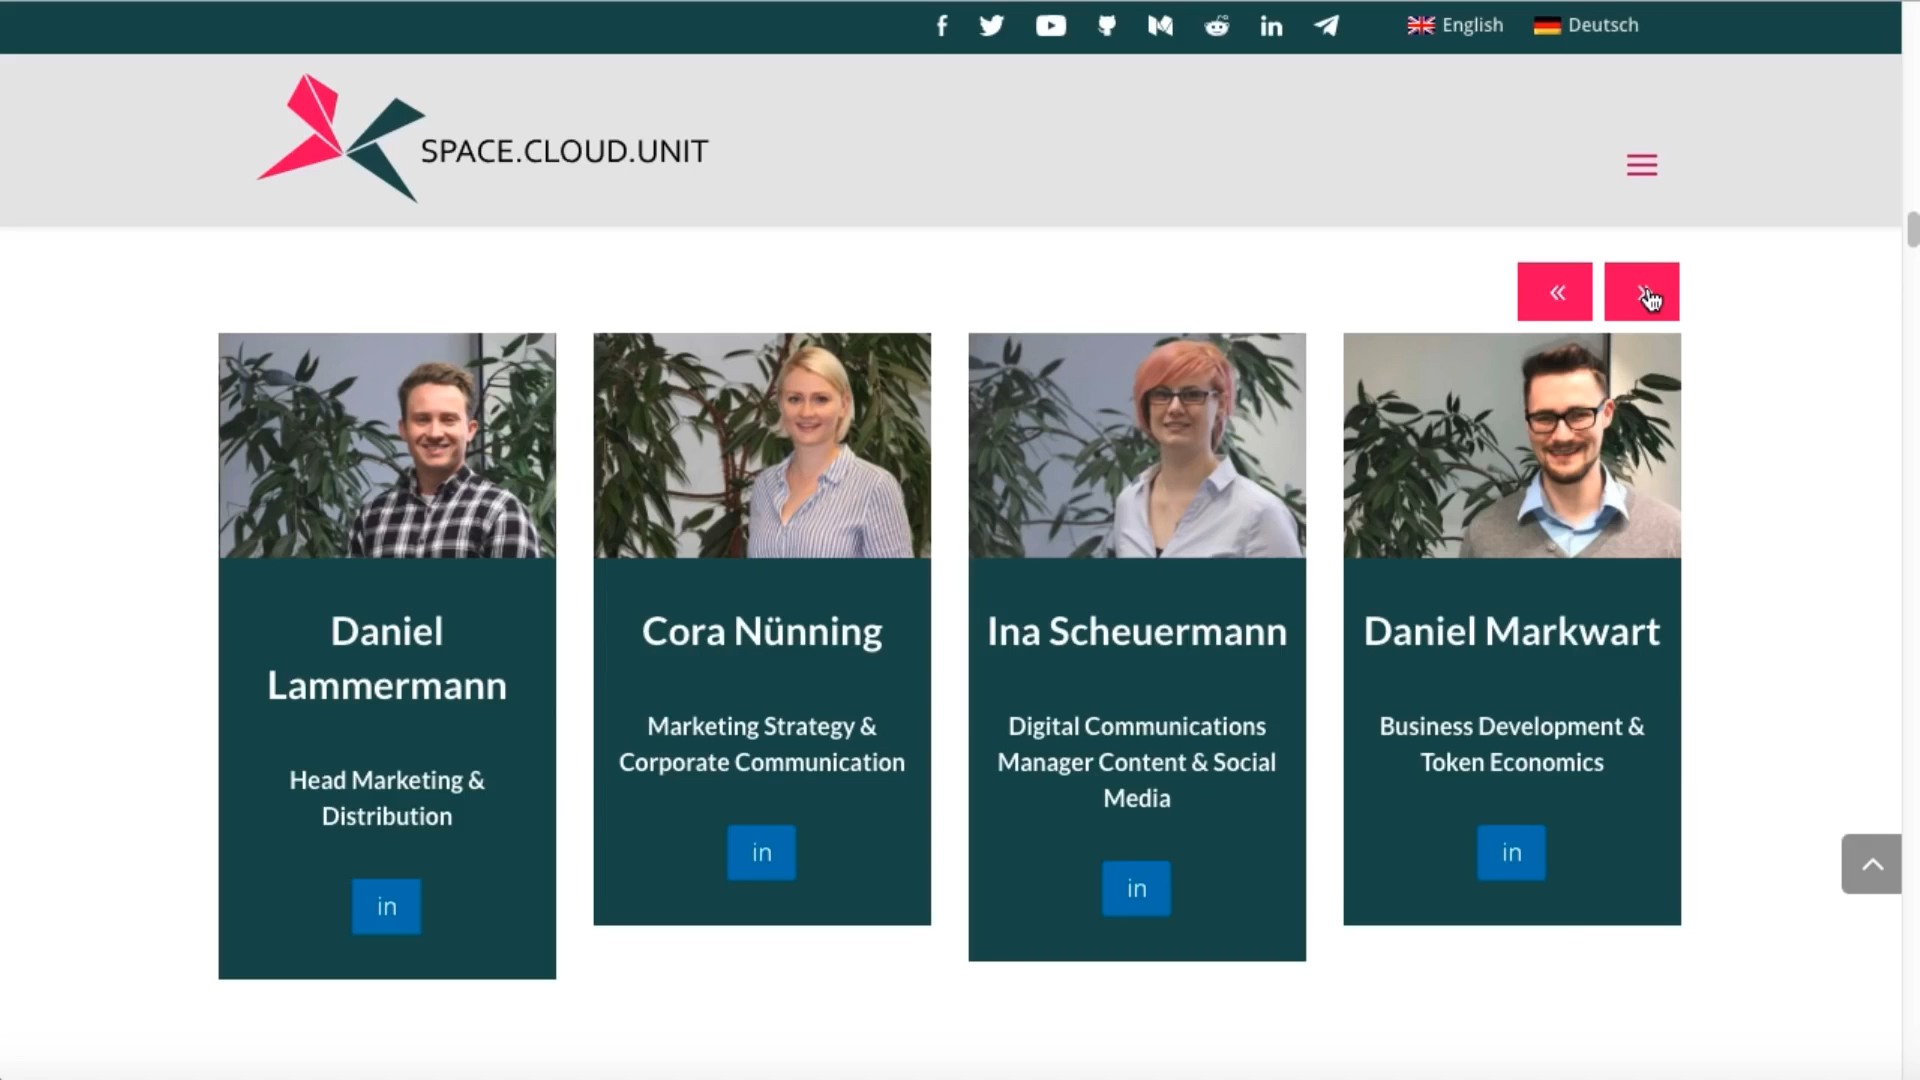 English Deutsch
SPACE.CLOUD.UNIT
Daniel
Lammermann
Head Marketing &
Distribution
in
Cora Nünning
Marketing Strategy &
Corporate Communication
in
Ina Scheuermann
Digital Communications
Manager Content & Social
Media
in
Daniel Markwart
Business Development &
Token Economics
in